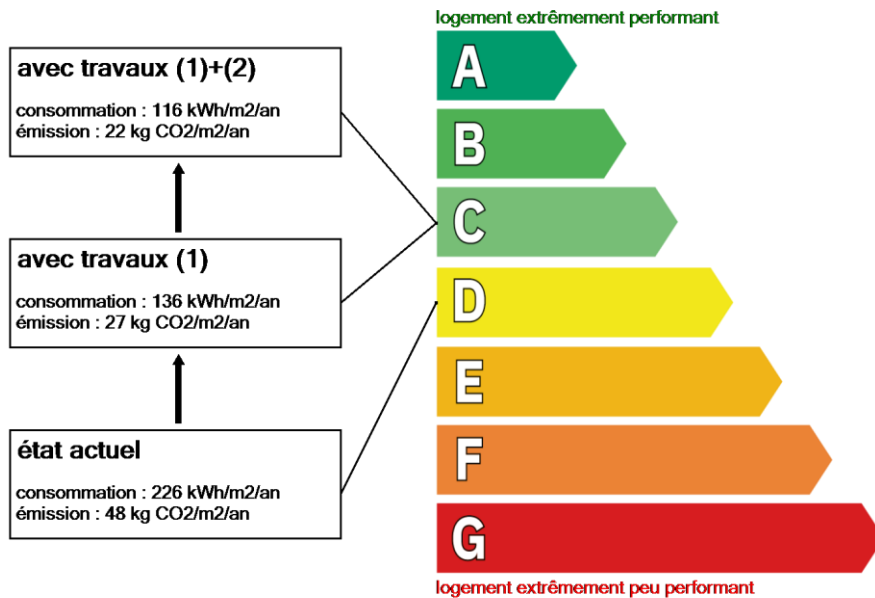 logement extrêmement performant
avec travaux (1)+(2)
consommation : 116 kWh/m2/an
émission : 22 kg CO2/m2/an
avec travaux (1)
consommation : 136 kWh/m2/an
émission : 27 kg CO2/m2/an
état actuel
consommation : 226 kWh/m2/an
émission : 48 kg CO2/m2/an
A
B
C
D
E
F
G
logement extrêmement peu performant